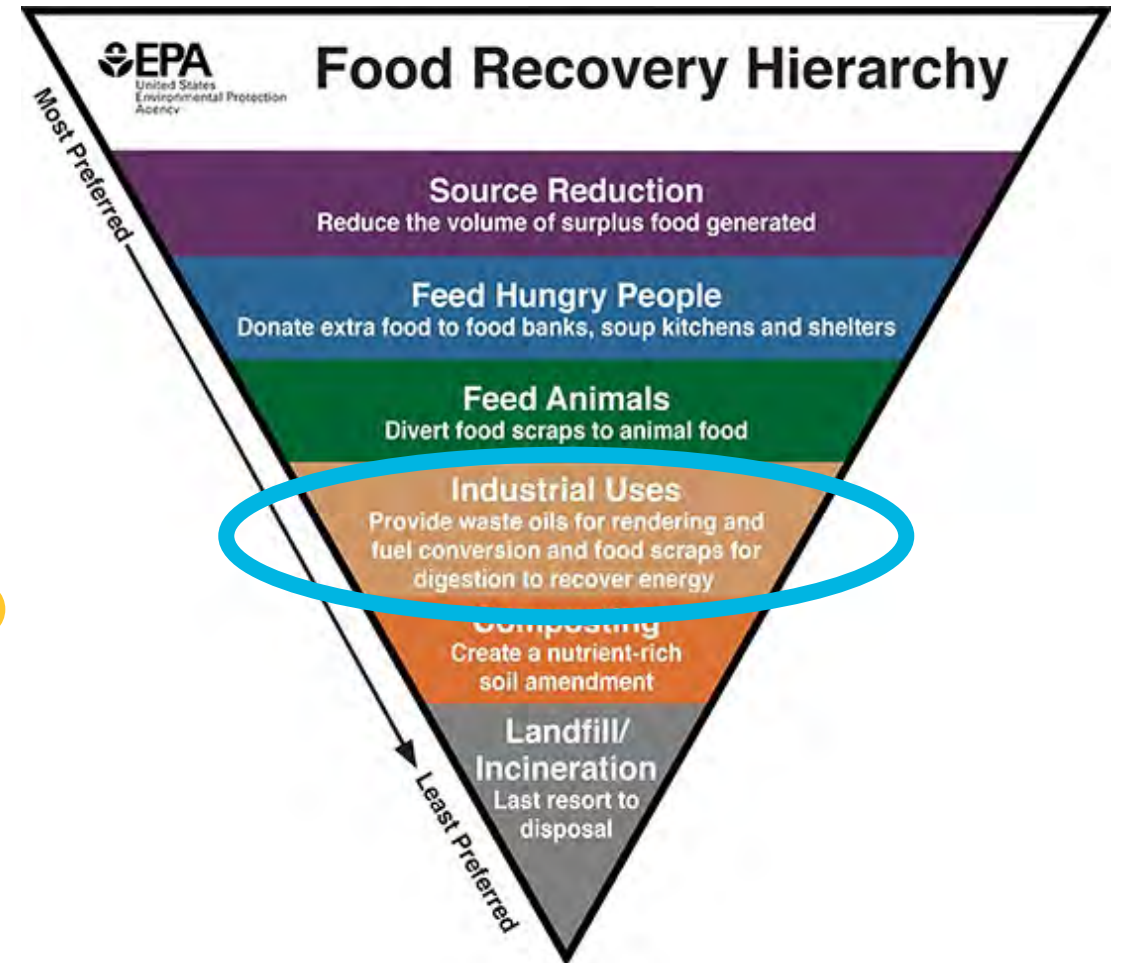 EPA
United States
Environmental Protection
Agency
Food Recovery Hierarchy
Most Preferred
Source Reduction
Reduce the volume of surplus food generated
Feed Hungry People
Donate extra food to food banks, soup kitchens and shelters
Feed Animals
Divert food scraps to animal food
Industrial Uses
Provide waste oils for rendering and
fuel conversion and food scraps for
digestion to recover energy
Composting
Create a nutrient-rich
soil amendment
Landfill/
Incineration
Last resort to
disposal
Least Preferred